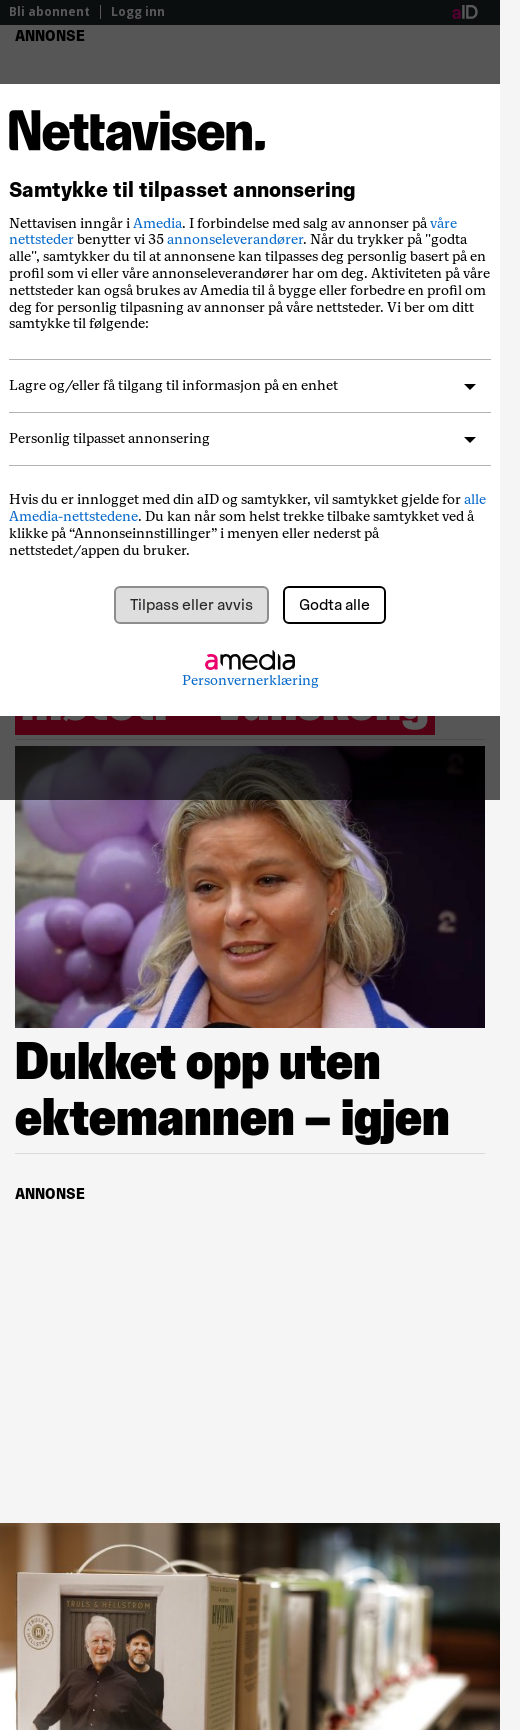 Bli abonnent | Logg inn
aID
ANNONSE
Nettavisen.
Samtykke til tilpasset annonsering
Nettavisen inngår i Amedia. I forbindelse med salg av annonser på våre
nettsteder benytter vi 35 annonseleverandører. Når du trykker på "godta
alle", samtykker du til at annonsene kan tilpasses deg personlig basert på en
profil som vi eller våre annonseleverandører har om deg. Aktiviteten på våre
nettsteder kan også brukes av Amedia til å bygge eller forbedre en profil om
deg for personlig tilpasning av annonser på våre nettsteder. Vi ber om ditt
samtykke til følgende:
Lagre og/eller få tilgang til informasjon på en enhet
Personlig tilpasset annonsering
Hvis du er innlogget med din aID og samtykker, vil samtykket gjelde for alle
Amedia-nettstedene. Du kan når som helst trekke tilbake samtykket ved å
klikke på “Annonseinnstillinger” i menyen eller nederst på
nettstedet/appen du bruker.
Tilpass eller avvis
Godta alle
amedia
Personvernerklæring
2
2
Dukket opp uten
ektemannen – igjen
ANNONSE
TRULS & HELLSTRØM